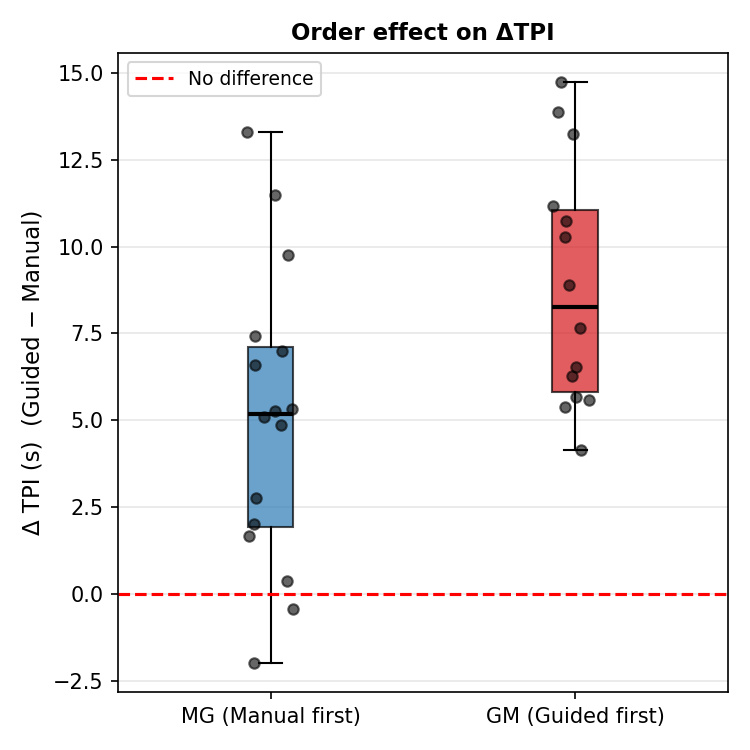 Order effect on ΔTPI
No difference
15.0
12.5
10.0
7.5
5.0
2.5
0.0
−2.5
Δ TPI (s)  (Guided − Manual)
MG (Manual first)
GM (Guided first)